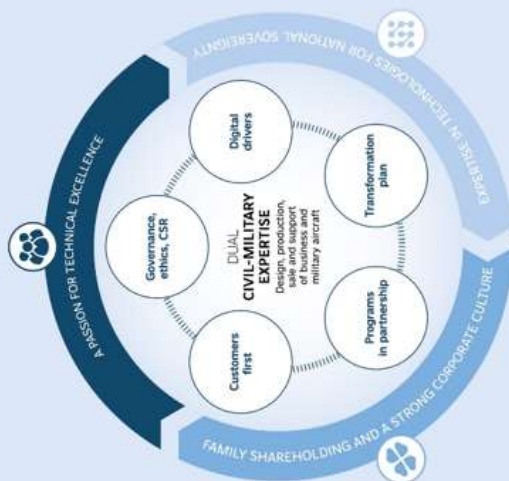 A PASSION FOR TECHNICAL EXCELLENCE
EXPERTISE IN TECHNOLOGIES FOR NATIONAL SOVEREIGNTY
FAMILY SHAREHOLDING AND A STRONG CORPORATE CULTURE
Governance,
ethics, CSR
Digital
drivers
Transformation
plan
Programs
in partnership
Customers
first
DUAL
CIVIL-MILITARY
EXPERTISE
Design, production,
sale and support
of business and
military aircraft